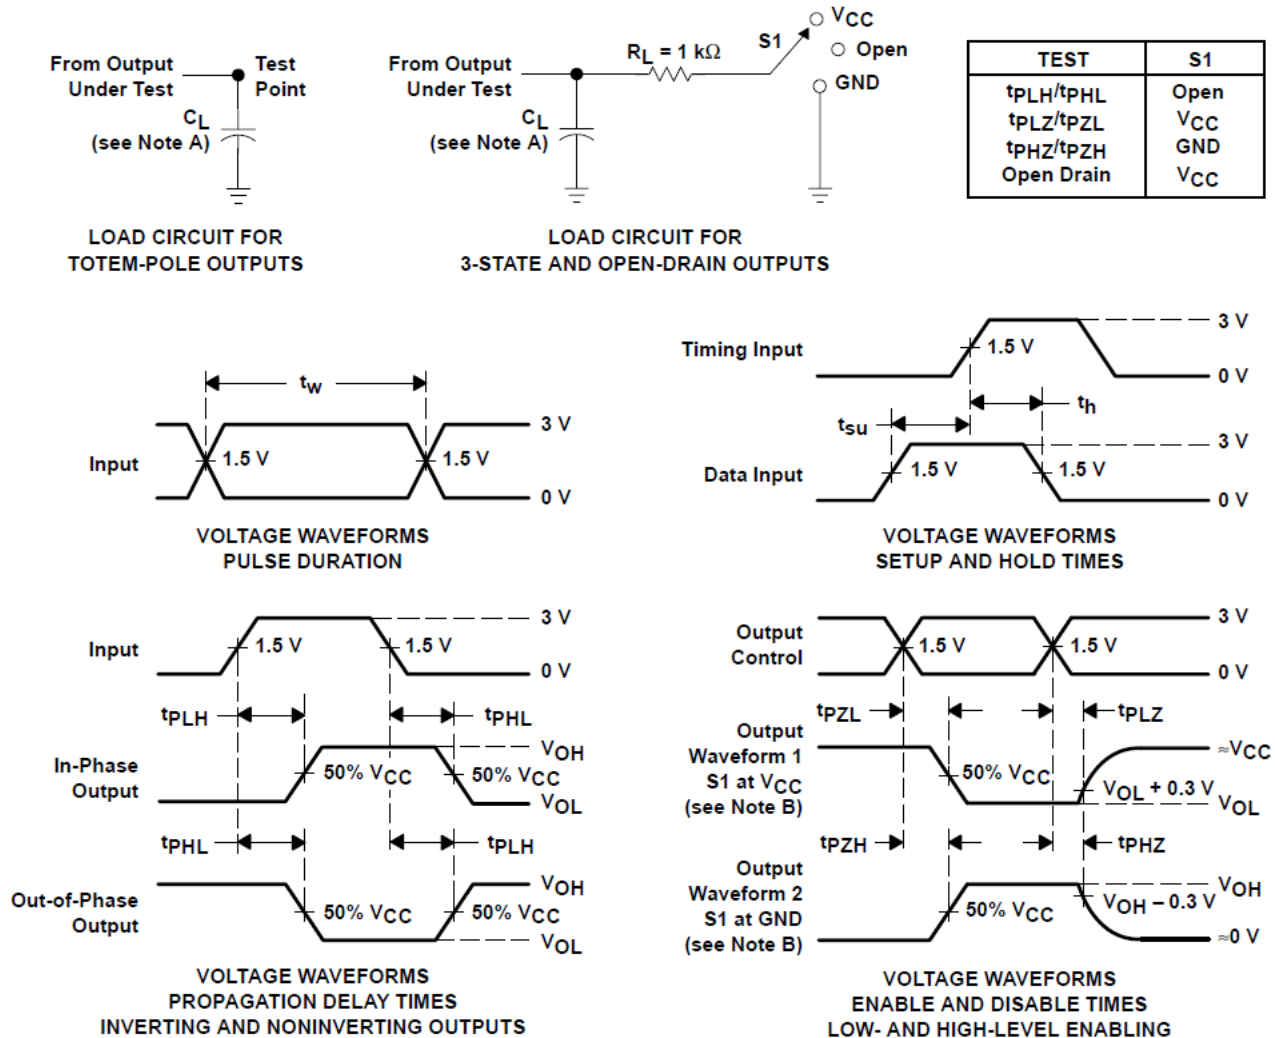 From Output
Under Test
Test
Point
CL
(see Note A)
LOAD CIRCUIT FOR
TOTEM-POLE OUTPUTS
From Output
Under Test
RL = 1 kΩ
S1
VCC
Open
GND
CL
(see Note A)
LOAD CIRCUIT FOR
3-STATE AND OPEN-DRAIN OUTPUTS
TEST S1
tPLH/tPHL Open
tPLZ/tPZL VCC
tPHZ/tPZH GND
Open Drain VCC
tw
Input
1.5 V
1.5 V
3 V
0 V
VOLTAGE WAVEFORMS
PULSE DURATION
Timing Input
1.5 V
3 V
0 V
th
tsu
Data Input
1.5 V
1.5 V
3 V
0 V
VOLTAGE WAVEFORMS
SETUP AND HOLD TIMES
Input
1.5 V
1.5 V
3 V
0 V
tPLH
tPHL
In-Phase
Output
50% VCC
50% VCC
VOH
VOL
tPHL
tPLH
Out-of-Phase
Output
50% VCC
50% VCC
VOH
VOL
VOLTAGE WAVEFORMS
PROPAGATION DELAY TIMES
INVERTING AND NONINVERTING OUTPUTS
Output
Control
1.5 V
1.5 V
3 V
0 V
tPZL
tPLZ
Output
Waveform 1
S1 at VCC
(see Note B)
50% VCC
VOL + 0.3 V
≈VCC
VOL
tPZH
tPHZ
Output
Waveform 2
S1 at GND
(see Note B)
50% VCC
VOH − 0.3 V
VOH
≈0 V
VOLTAGE WAVEFORMS
ENABLE AND DISABLE TIMES
LOW- AND HIGH-LEVEL ENABLING